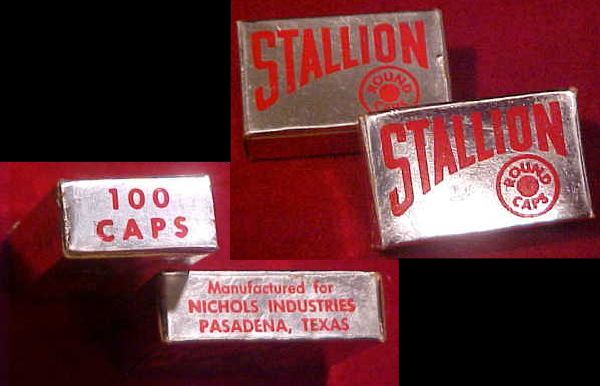 STALLION
ROUND
CAPS
STALLION
ROUND
CAPS
100
CAPS
Manufactured for
NICHOLS INDUSTRIES
PASADENA, TEXAS